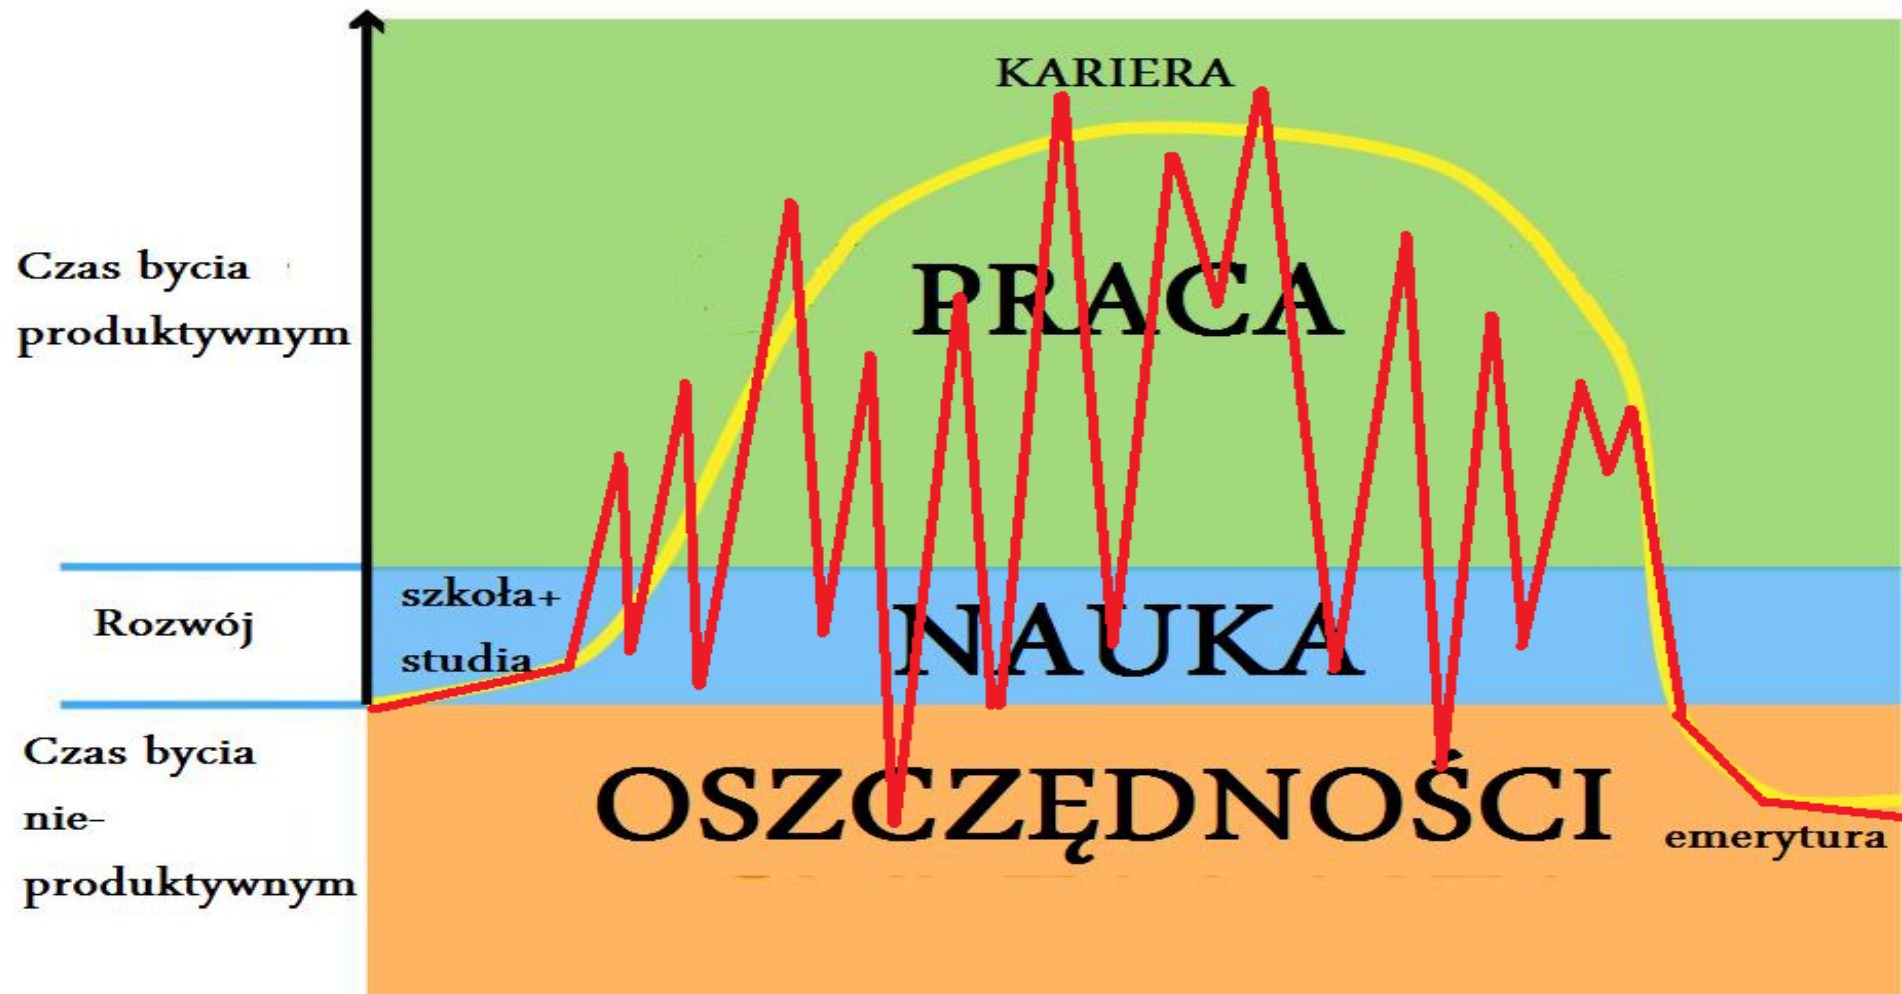 KARIERA
Czas bycia
produktywnym
PRACA
Rozwój
szkoła+
studia
NAUKA
Czas bycia
nie-
produktywnym
OSZCZĘDNOŚCI
emerytura